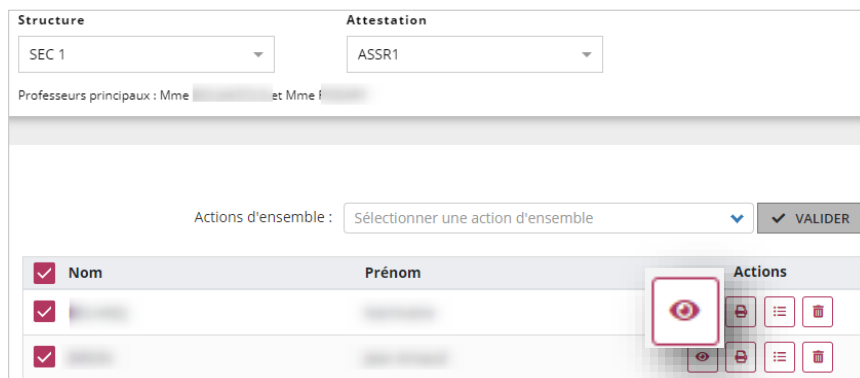 Structure Attestation
SEC 1 ASSR1
Professeurs principaux : Mme et Mme
Actions d'ensemble : Sélectionner une action d'ensemble VALIDER
Nom Prénom Actions